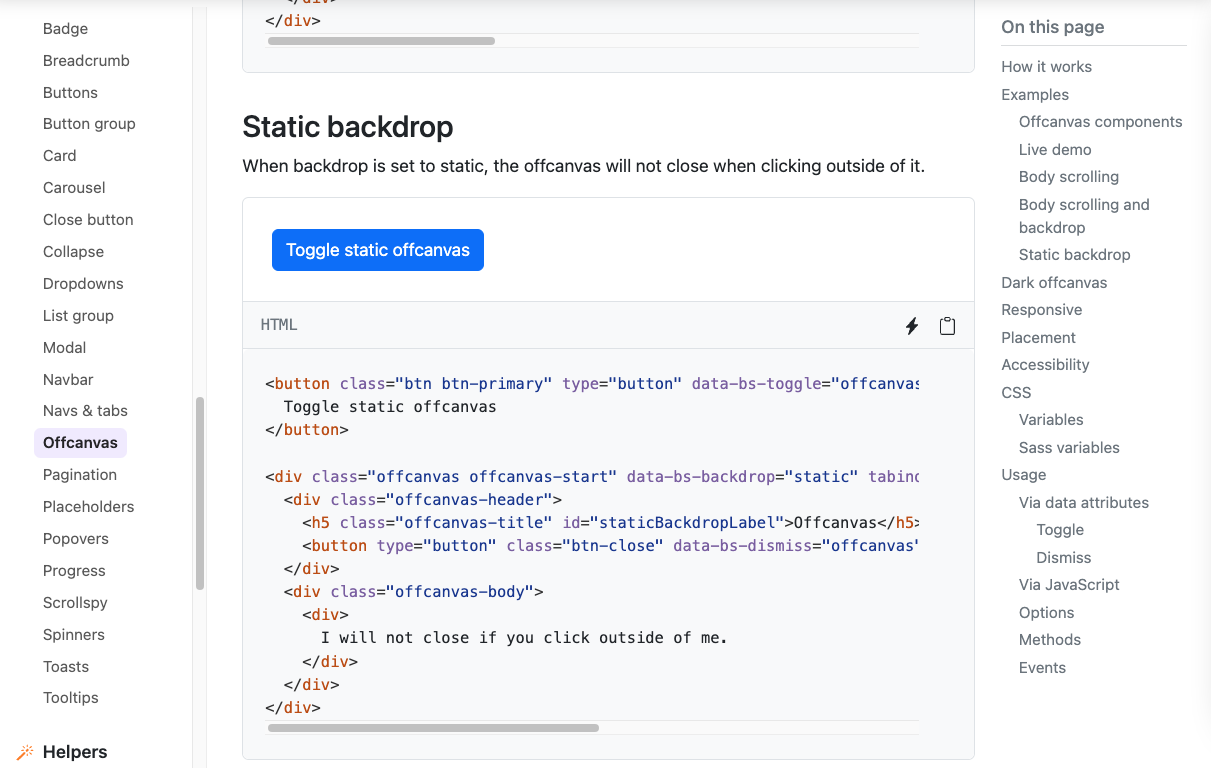 Badge
Breadcrumb
Buttons
Button group
Card
Carousel
Close button
Collapse
Dropdowns
List group
Modal
Navbar
Navs & tabs
Offcanvas
Pagination
Placeholders
Popovers
Progress
Scrollspy
Spinners
Toasts
Tooltips
Helpers
</div>
</div>
Static backdrop
When backdrop is set to static, the offcanvas will not close when clicking outside of it.
Toggle static offcanvas
HTML
<button class="btn btn-primary" type="button" data-bs-toggle="offcanvas
  Toggle static offcanvas
</button>
<div class="offcanvas offcanvas-start" data-bs-backdrop="static" tabind
  <div class="offcanvas-header">
    <h5 class="offcanvas-title" id="staticBackdropLabel">Offcanvas</h5>
    <button type="button" class="btn-close" data-bs-dismiss="offcanvas"
  </div>
  <div class="offcanvas-body">
    <div>
      I will not close if you click outside of me.
    </div>
  </div>
</div>
On this page
How it works
Examples
Offcanvas components
Live demo
Body scrolling
Body scrolling and
backdrop
Static backdrop
Dark offcanvas
Responsive
Placement
Accessibility
CSS
Variables
Sass variables
Usage
Via data attributes
Toggle
Dismiss
Via JavaScript
Options
Methods
Events